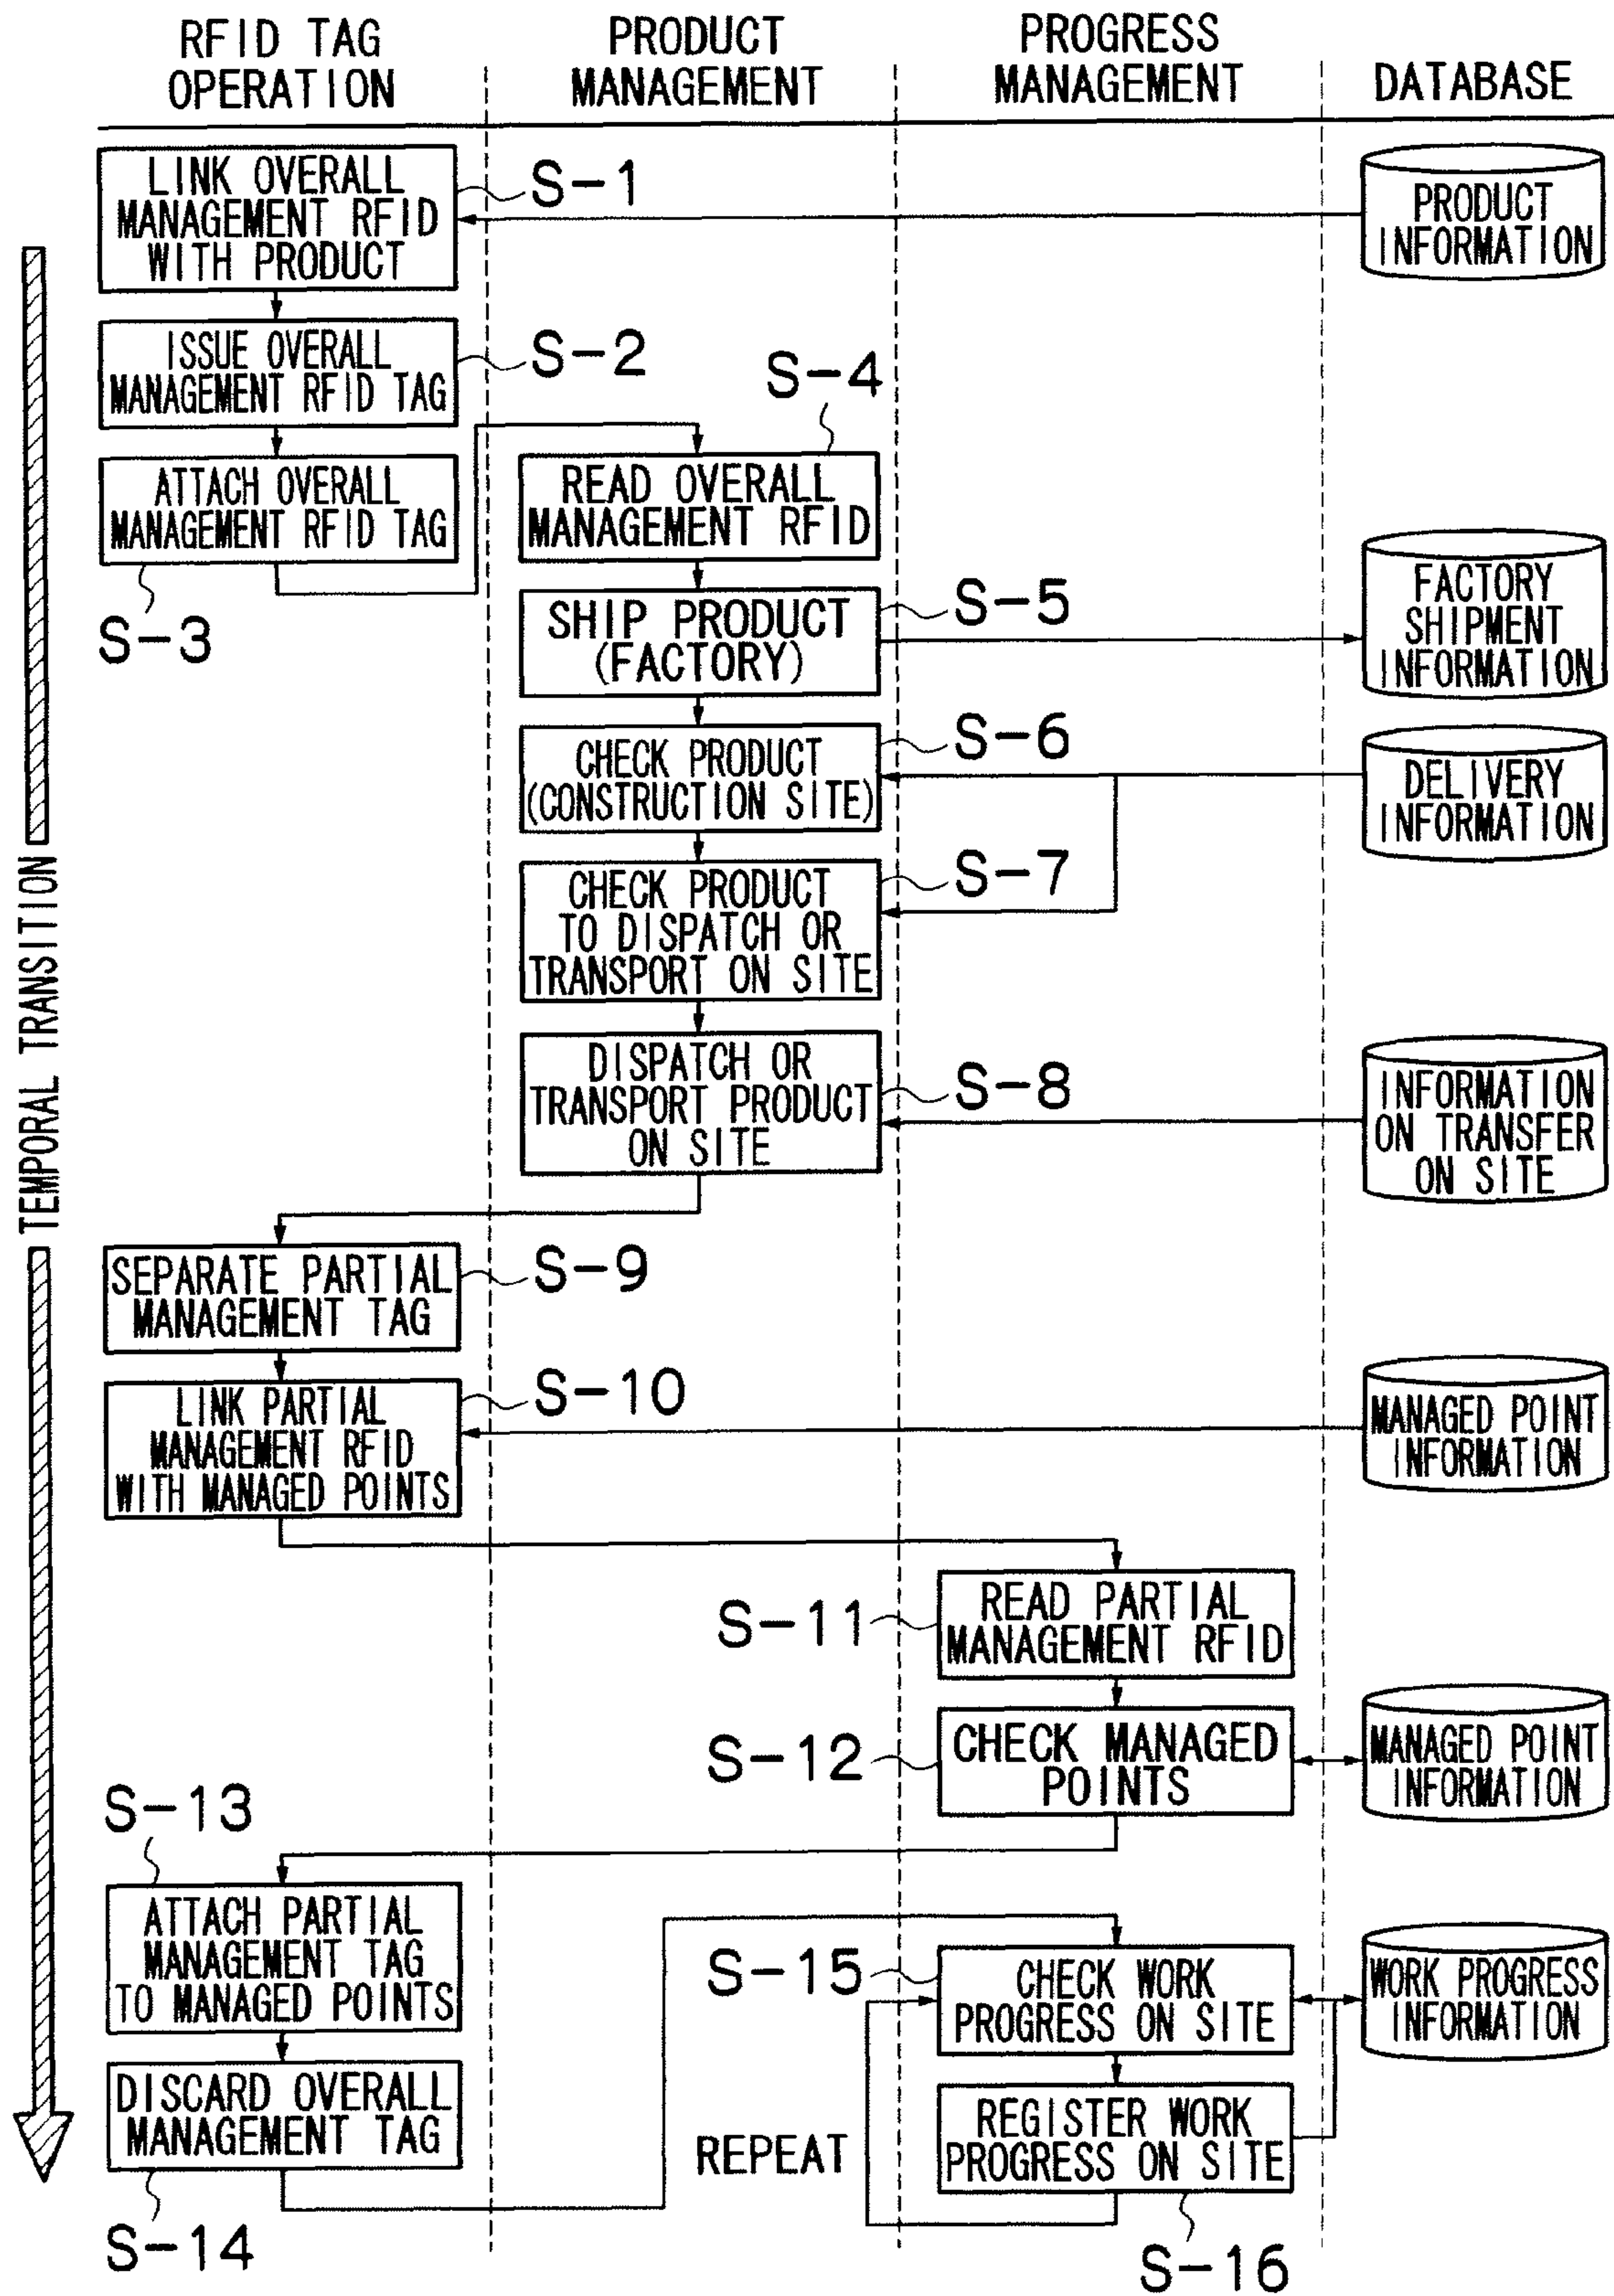 RFID TAG
OPERATION
PRODUCT
MANAGEMENT
PROGRESS
MANAGEMENT
DATABASE
LINK OVERALL
MANAGEMENT RFID
WITH PRODUCT
S-1
PRODUCT
INFORMATION
ISSUE OVERALL
MANAGEMENT RFID TAG
S-2
ATTACH OVERALL
MANAGEMENT RFID TAG
S-3
S-4
READ OVERALL
MANAGEMENT RFID
SHIP PRODUCT
(FACTORY)
S-5
FACTORY
SHIPMENT
INFORMATION
CHECK PRODUCT
(CONSTRUCTION SITE)
S-6
DELIVERY
INFORMATION
CHECK PRODUCT
TO DISPATCH OR
TRANSPORT ON SITE
S-7
TEMPORAL TRANSITION
DISPATCH OR
TRANSPORT PRODUCT
ON SITE
S-8
INFORMATION
ON TRANSFER
ON SITE
SEPARATE PARTIAL
MANAGEMENT TAG
S-9
LINK PARTIAL
MANAGEMENT RFID
WITH MANAGED POINTS
S-10
MANAGED POINT
INFORMATION
S-11
READ PARTIAL
MANAGEMENT RFID
S-12
CHECK MANAGED
POINTS
MANAGED POINT
INFORMATION
S-13
ATTACH PARTIAL
MANAGEMENT TAG
TO MANAGED POINTS
S-15
CHECK WORK
PROGRESS ON SITE
WORK PROGRESS
INFORMATION
DISCARD OVERALL
MANAGEMENT TAG
S-14
REPEAT
REGISTER WORK
PROGRESS ON SITE
S-16